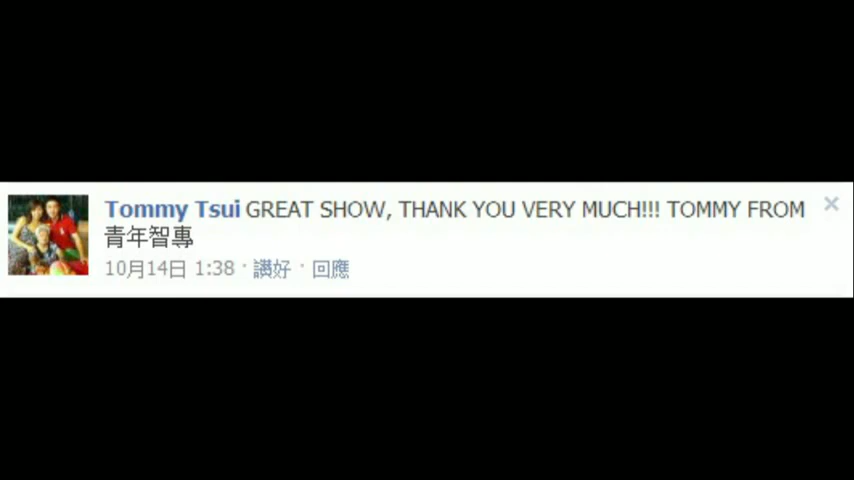 Tommy Tsui GREAT SHOW, THANK YOU VERY MUCH!!! TOMMY FROM
青年智專
10月14日 1:38 · 讚好 · 回應